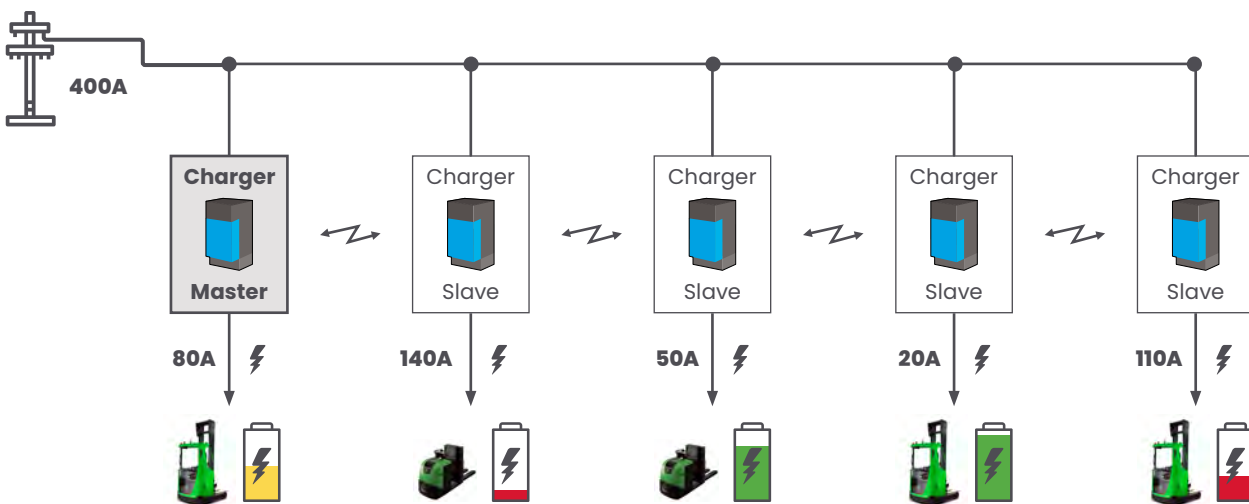 400A
Charger
Master
Charger
Slave
Charger
Slave
Charger
Slave
Charger
Slave
80A
140A
50A
20A
110A